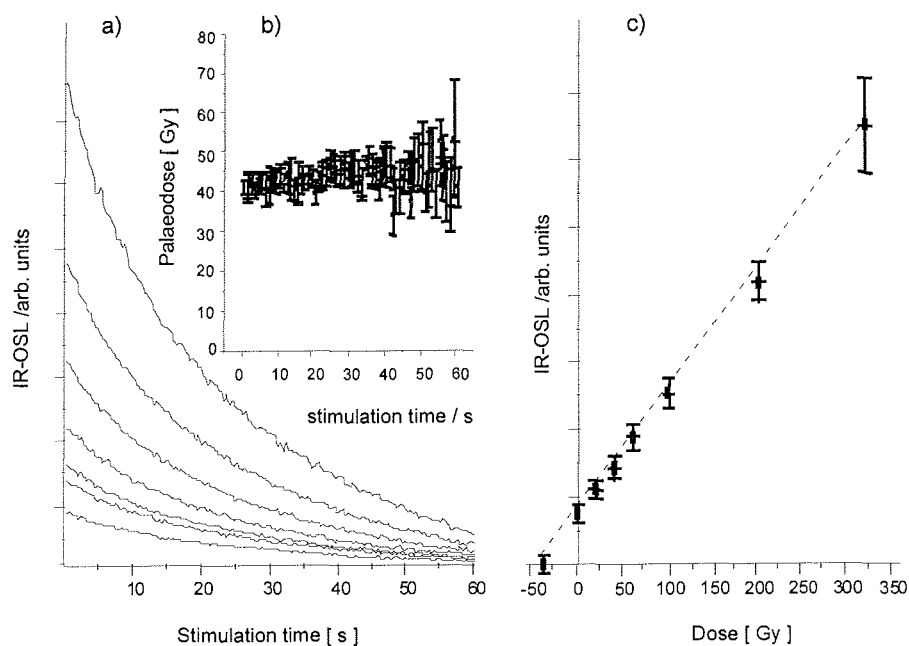 a)
IR-OSL /arb. units
10
20
30
40
50
60
Stimulation time [ s ]
b)
Palaeodose [ Gy ]
80
70
60
50
40
30
20
10
0
0 10 20 30 40 50 60
stimulation time / s
c)
IR-OSL /arb. units
-50 0 50 100 150 200 250 300 350
Dose [ Gy ]